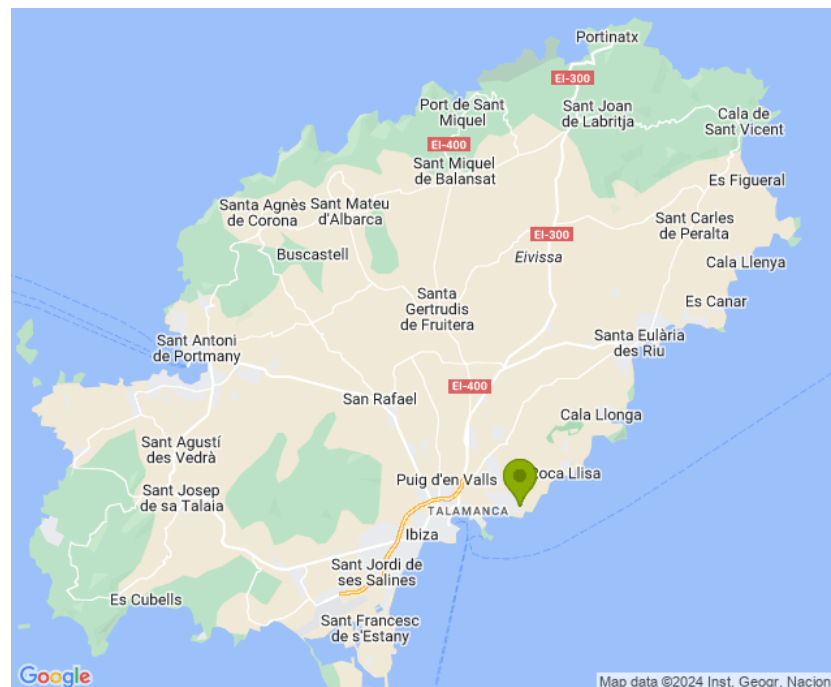 Portinatx
EI-300
Port de Sant
Miquel
Sant Joan
de Labritja
Cala de
Sant Vicent
EI-400
Sant Miquel
de Balansat
Es Figueral
Santa Agnès
de Corona
Sant Mateu
d'Albarca
Sant Carles
de Peralta
EI-300
Buscastell
Eivissa
Cala Llenya
Santa
Gertrudis
de Fruitera
Es Canar
Sant Antoni
de Portmany
Santa Eulària
des Riu
EI-400
San Rafael
Cala Llonga
Sant Agustí
des Vedrà
Puig d'en Valls
Roca Llisa
Sant Josep
de sa Talaia
TALAMANCA
Ibiza
Sant Jordi de
ses Salines
Es Cubells
Sant Francesc
de s'Estany
Google
Map data ©2024 Inst. Geogr. Nacion